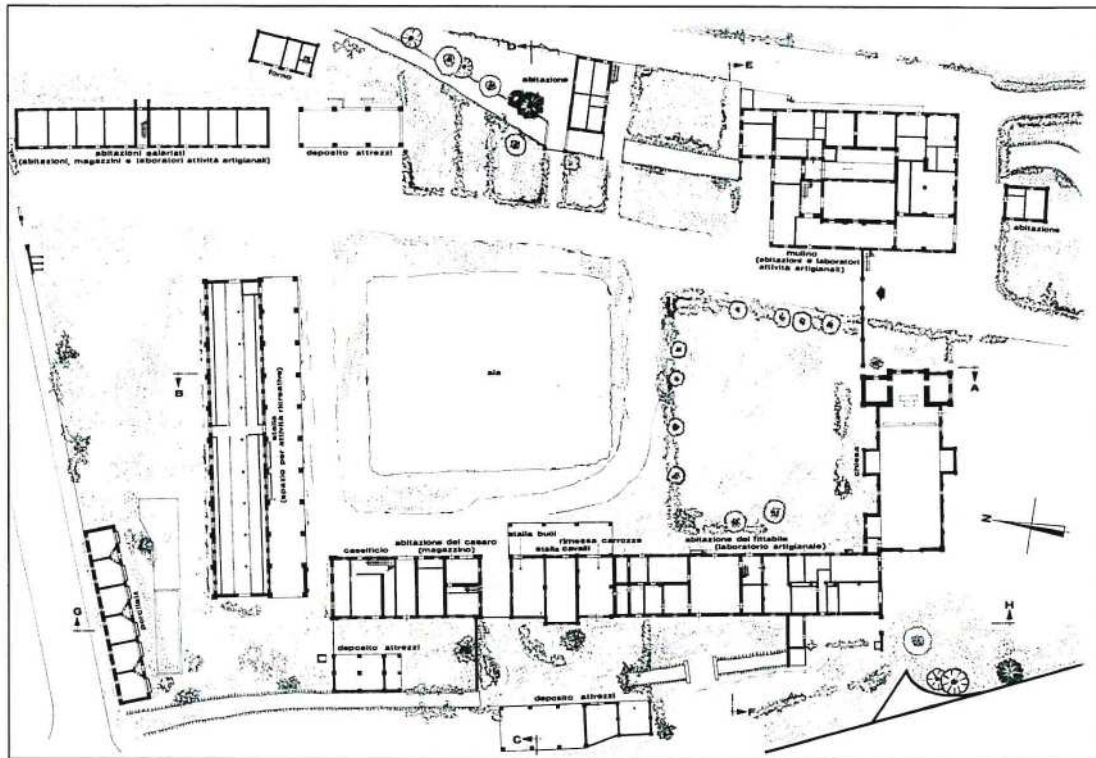 D
E
forno
abitazione
abitazioni salariati
(abitazioni, magazzini e laboratori attività artigianali)
deposito attrezzi
abitazione
mulino
(abitazioni e laboratori
attività artigianali)
B
stalla
(spazio per attività ricreative)
aia
A
chiesa
N
stalla buoi
rimessa carrozze
stalla cavalli
caseificio
abitazione del casaro
(magazzino)
abitazione del fittabile
(laboratorio artigianale)
porcilaia
G
H
deposito attrezzi
deposito attrezzi
C
F